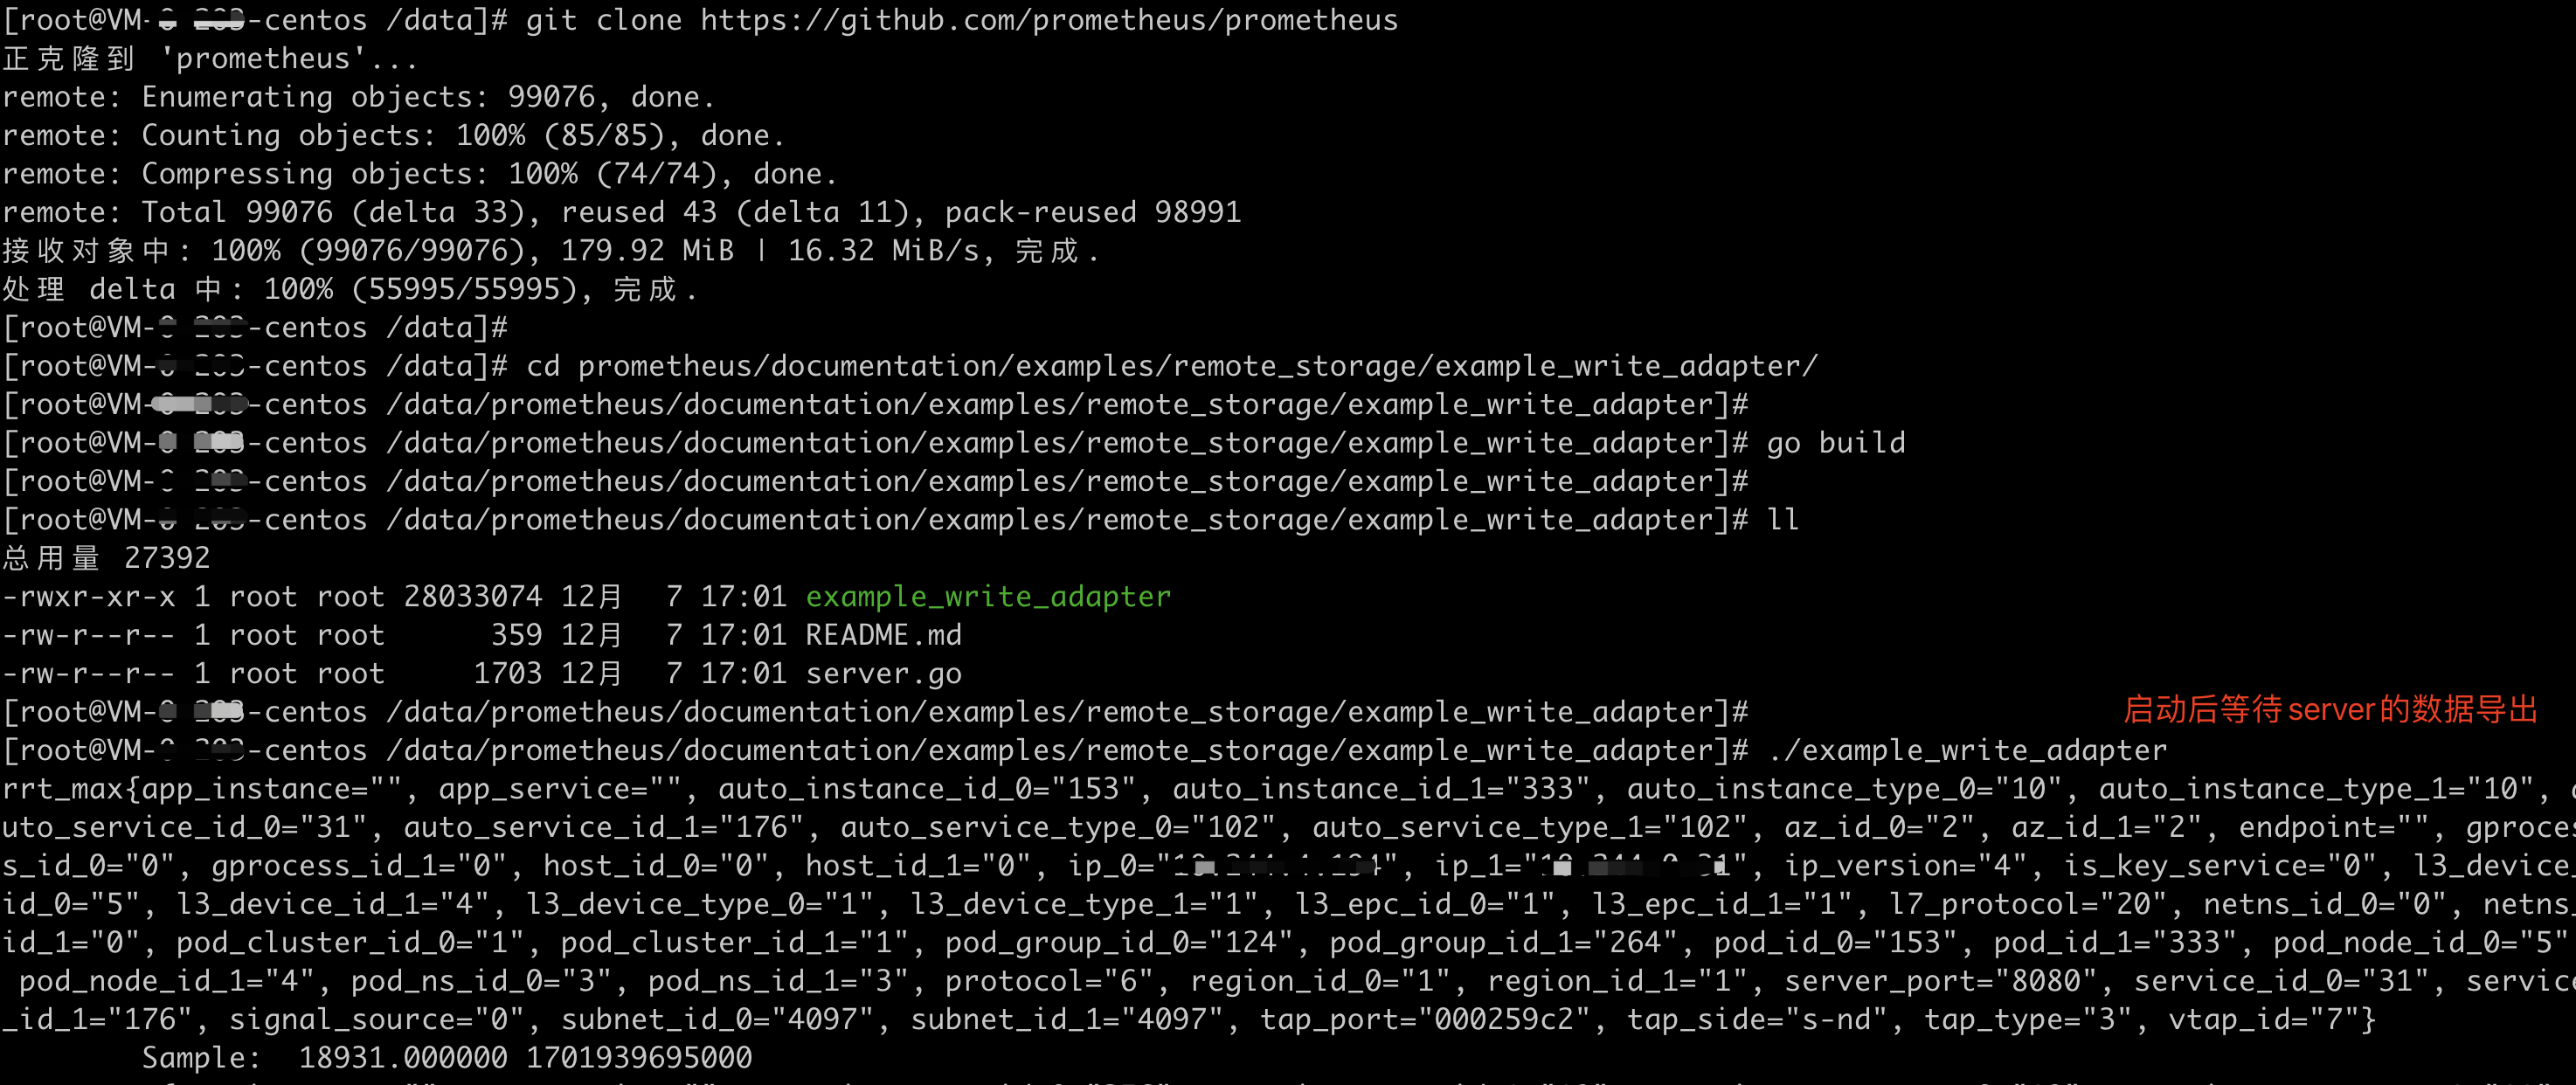 [root@VM- -centos /data]# git clone https://github.com/prometheus/prometheus
正克隆到 'prometheus'...
remote: Enumerating objects: 99076, done.
remote: Counting objects: 100% (85/85), done.
remote: Compressing objects: 100% (74/74), done.
remote: Total 99076 (delta 33), reused 43 (delta 11), pack-reused 98991
接收对象中: 100% (99076/99076), 179.92 MiB | 16.32 MiB/s, 完成.
处理 delta 中: 100% (55995/55995), 完成.
[root@VM- -centos /data]#
[root@VM- -centos /data]# cd prometheus/documentation/examples/remote_storage/example_write_adapter/
[root@VM- -centos /data/prometheus/documentation/examples/remote_storage/example_write_adapter]#
[root@VM- -centos /data/prometheus/documentation/examples/remote_storage/example_write_adapter]# go build
[root@VM- -centos /data/prometheus/documentation/examples/remote_storage/example_write_adapter]#
[root@VM- -centos /data/prometheus/documentation/examples/remote_storage/example_write_adapter]# ll
总用量 27392
-rwxr-xr-x 1 root root 28033074 12月  7 17:01 example_write_adapter
-rw-r--r-- 1 root root      359 12月  7 17:01 README.md
-rw-r--r-- 1 root root     1703 12月  7 17:01 server.go
[root@VM- -centos /data/prometheus/documentation/examples/remote_storage/example_write_adapter]#
启动后等待server的数据导出
[root@VM- -centos /data/prometheus/documentation/examples/remote_storage/example_write_adapter]# ./example_write_adapter
rrt_max{app_instance="", app_service="", auto_instance_id_0="153", auto_instance_id_1="333", auto_instance_type_0="10", auto_instance_type_1="10", a
uto_service_id_0="31", auto_service_id_1="176", auto_service_type_0="102", auto_service_type_1="102", az_id_0="2", az_id_1="2", endpoint="", gproces
s_id_0="0", gprocess_id_1="0", host_id_0="0", host_id_1="0", ip_0=" ", ip_1=" ", ip_version="4", is_key_service="0", l3_device_
id_0="5", l3_device_id_1="4", l3_device_type_0="1", l3_device_type_1="1", l3_epc_id_0="1", l3_epc_id_1="1", l7_protocol="20", netns_id_0="0", netns_
id_1="0", pod_cluster_id_0="1", pod_cluster_id_1="1", pod_group_id_0="124", pod_group_id_1="264", pod_id_0="153", pod_id_1="333", pod_node_id_0="5"
 pod_node_id_1="4", pod_ns_id_0="3", pod_ns_id_1="3", protocol="6", region_id_0="1", region_id_1="1", server_port="8080", service_id_0="31", service
_id_1="176", signal_source="0", subnet_id_0="4097", subnet_id_1="4097", tap_port="000259c2", tap_side="s-nd", tap_type="3", vtap_id="7"}
        Sample:  18931.000000 1701939695000